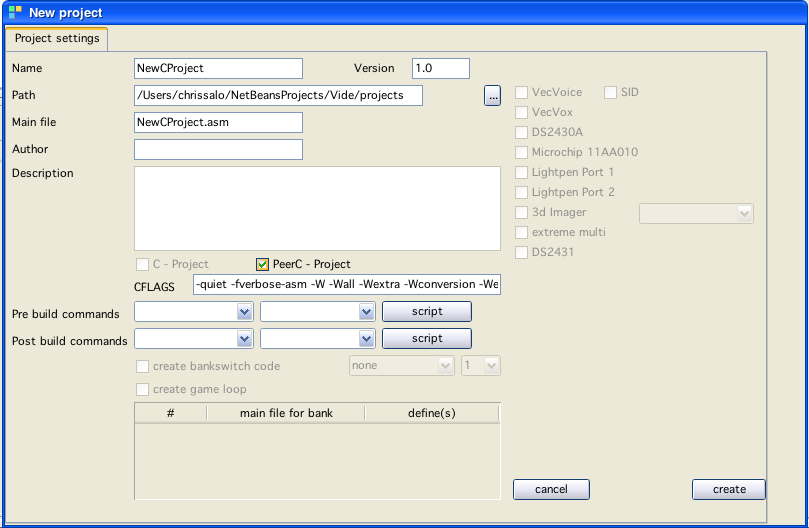 New project
Project settings
Name NewCProject Version 1.0
Path /Users/chrissalo/NetBeansProjects/Vide/projects ...
Main file NewCProject.asm
Author
Description
VecVoice SID
VecVox
DS2430A
Microchip 11AA010
Lightpen Port 1
Lightpen Port 2
3d Imager
extreme multi
DS2431
C - Project PeerC - Project
CFLAGS -quiet -fverbose-asm -W -Wall -Wextra -Wconversion -We
Pre build commands script
Post build commands script
create bankswitch code none 1
create game loop
# main file for bank define(s)
cancel create